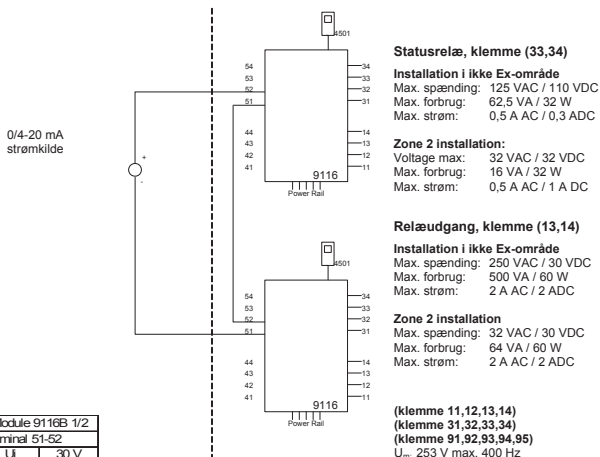 4501
54
53
52
51
34
33
32
31
44
43
42
41
14
13
12
11
9116
Power Rail
0/4-20 mA
strømkilde
+
-
4501
54
53
52
51
34
33
32
31
44
43
42
41
14
13
12
11
9116
Power Rail
odule 9116B 1/2
minal 51-52
Ui 30 V
Statusrelæ, klemme (33,34)
Installation i ikke Ex-område
Max. spænding: 125 VAC / 110 VDC
Max. forbrug: 62,5 VA / 32 W
Max. strøm: 0,5 A AC / 0,3 ADC
Zone 2 installation:
Voltage max: 32 VAC / 32 VDC
Max. forbrug: 16 VA / 32 W
Max. strøm: 0,5 A AC / 1 A DC
Relæudgang, klemme (13,14)
Installation i ikke Ex-område
Max. spænding: 250 VAC / 30 VDC
Max. forbrug: 500 VA / 60 W
Max. strøm: 2 A AC / 2 ADC
Zone 2 installation
Max. spænding: 32 VAC / 30 VDC
Max. forbrug: 64 VA / 60 W
Max. strøm: 2 A AC / 2 ADC
(klemme 11,12,13,14)
(klemme 31,32,33,34)
(klemme 91,92,93,94,95)
Um: 253 V max. 400 Hz